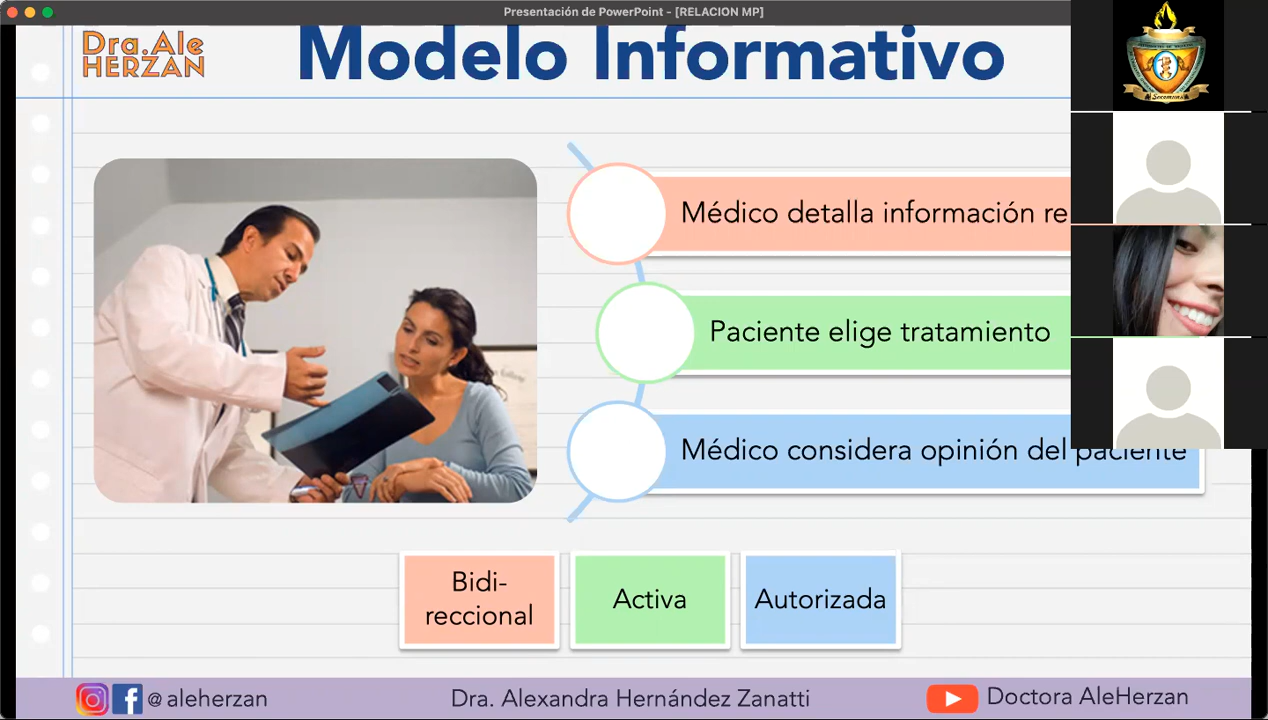 Presentación de PowerPoint - [RELACION MP]
Dra.Ale
HERZAN
Modelo Informativo
Médico detalla información re
Paciente elige tratamiento
Médico considera opinión del paciente
Bidi-
reccional
Activa
Autorizada
@ aleherzan
Dra. Alexandra Hernández Zanatti
Doctora AleHerzan